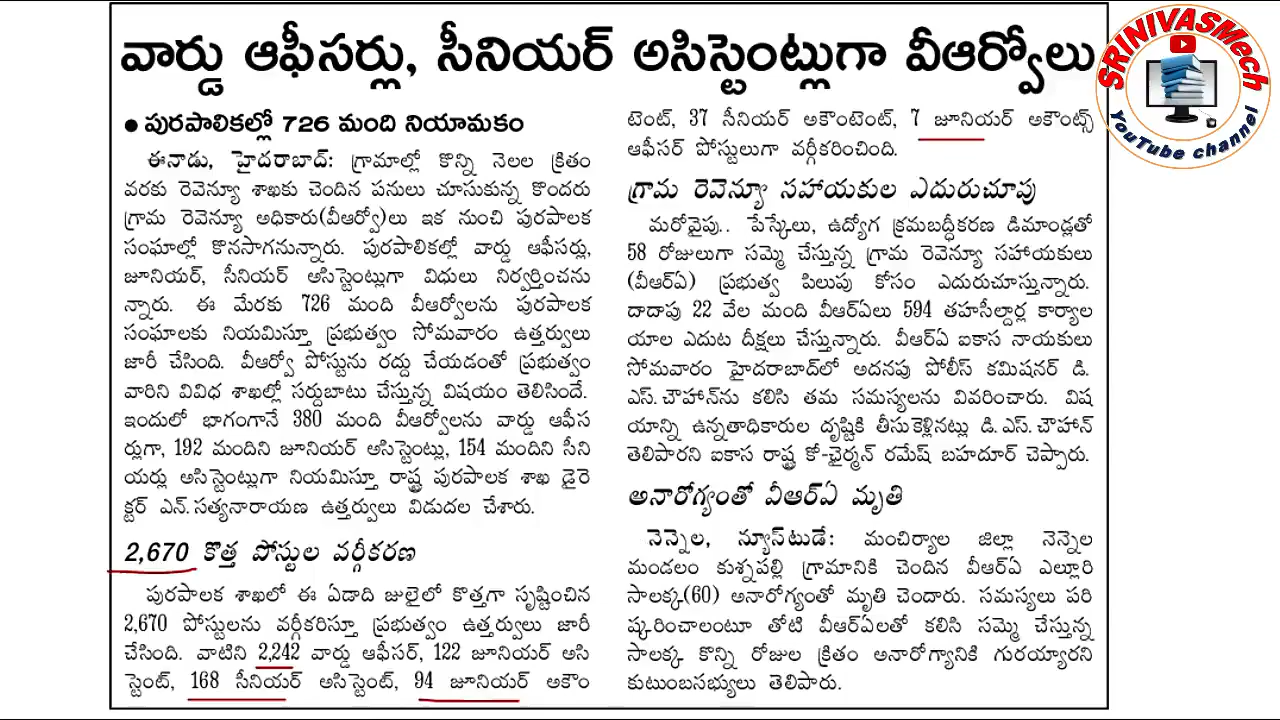 వార్డు ఆఫీసర్లు, సీనియర్ అసిస్టెంట్లుగా వీఆర్వోలు
● పురపాలికల్లో 726 మంది నియామకం
ఈనాడు, హైదరాబాద్: గ్రామాల్లో కొన్ని నెలల క్రితం
వరకు రెవెన్యూ శాఖకు చెందిన పనులు చూసుకున్న కొందరు
గ్రామ రెవెన్యూ అధికారు(వీఆర్వో)లు ఇక నుంచి పురపాలక
సంఘాల్లో కొనసాగనున్నారు. పురపాలికల్లో వార్డు ఆఫీసర్లు,
జూనియర్, సీనియర్ అసిస్టెంట్లుగా విధులు నిర్వర్తించను
న్నారు. ఈ మేరకు 726 మంది వీఆర్వోలను పురపాలక
సంఘాలకు నియమిస్తూ ప్రభుత్వం సోమవారం ఉత్తర్వులు
జారీ చేసింది. వీఆర్వో పోస్టును రద్దు చేయడంతో ప్రభుత్వం
వారిని వివిధ శాఖల్లో సర్దుబాటు చేస్తున్న విషయం తెలిసిందే.
ఇందులో భాగంగానే 380 మంది వీఆర్వోలను వార్డు ఆఫీస
ర్లుగా, 192 మందిని జూనియర్ అసిస్టెంట్లు, 154 మందిని సీని
యర్లు అసిస్టెంట్లుగా నియమిస్తూ రాష్ట్ర పురపాలక శాఖ డైరె
క్టర్ ఎన్.సత్యనారాయణ ఉత్తర్వులు విడుదల చేశారు.
2,670 కొత్త పోస్టుల వర్గీకరణ
పురపాలక శాఖలో ఈ ఏడాది జులైలో కొత్తగా సృష్టించిన
2,670 పోస్టులను వర్గీకరిస్తూ ప్రభుత్వం ఉత్తర్వులు జారీ
చేసింది. వాటిని 2,242 వార్డు ఆఫీసర్, 122 జూనియర్ అసి
స్టెంట్, 168 సీనియర్ అసిస్టెంట్, 94 జూనియర్ అకౌం
టెంట్, 37 సీనియర్ అకౌంటెంట్, 7 జూనియర్ అకౌంట్స్
ఆఫీసర్ పోస్టులుగా వర్గీకరించింది.
గ్రామ రెవెన్యూ సహాయకుల ఎదురుచూపు
మరోవైపు.. పేస్కేలు, ఉద్యోగ క్రమబద్ధీకరణ డిమాండ్లతో
58 రోజులుగా సమ్మె చేస్తున్న గ్రామ రెవెన్యూ సహాయకులు
(వీఆర్ఏ) ప్రభుత్వ పిలుపు కోసం ఎదురుచూస్తున్నారు.
దాదాపు 22 వేల మంది వీఆర్ఏలు 594 తహసీల్దార్ల కార్యాల
యాల ఎదుట దీక్షలు చేస్తున్నారు. వీఆర్ఏ ఐకాస నాయకులు
సోమవారం హైదరాబాద్‌లో అదనపు పోలీస్ కమిషనర్ డి.
ఎస్.చౌహాన్‌ను కలిసి తమ సమస్యలను వివరించారు. విష
యాన్ని ఉన్నతాధికారుల దృష్టికి తీసుకెళ్లినట్లు డి.ఎస్.చౌహాన్
తెలిపారని ఐకాస రాష్ట్ర కో-ఛైర్మన్ రమేష్ బహదూర్ చెప్పారు.
అనారోగ్యంతో వీఆర్ఏ మృతి
నెన్నెల, న్యూస్‌టుడే: మంచిర్యాల జిల్లా నెన్నెల
మండలం కుశ్నపల్లి గ్రామానికి చెందిన వీఆర్ఏ ఎల్లూరి
సాలక్క(60) అనారోగ్యంతో మృతి చెందారు. సమస్యలు పరి
ష్కరించాలంటూ తోటి వీఆర్ఏలతో కలిసి సమ్మె చేస్తున్న
సాలక్క కొన్ని రోజుల క్రితం అనారోగ్యానికి గురయ్యారని
కుటుంబసభ్యులు తెలిపారు.
SRINIVASMech
YouTube channel